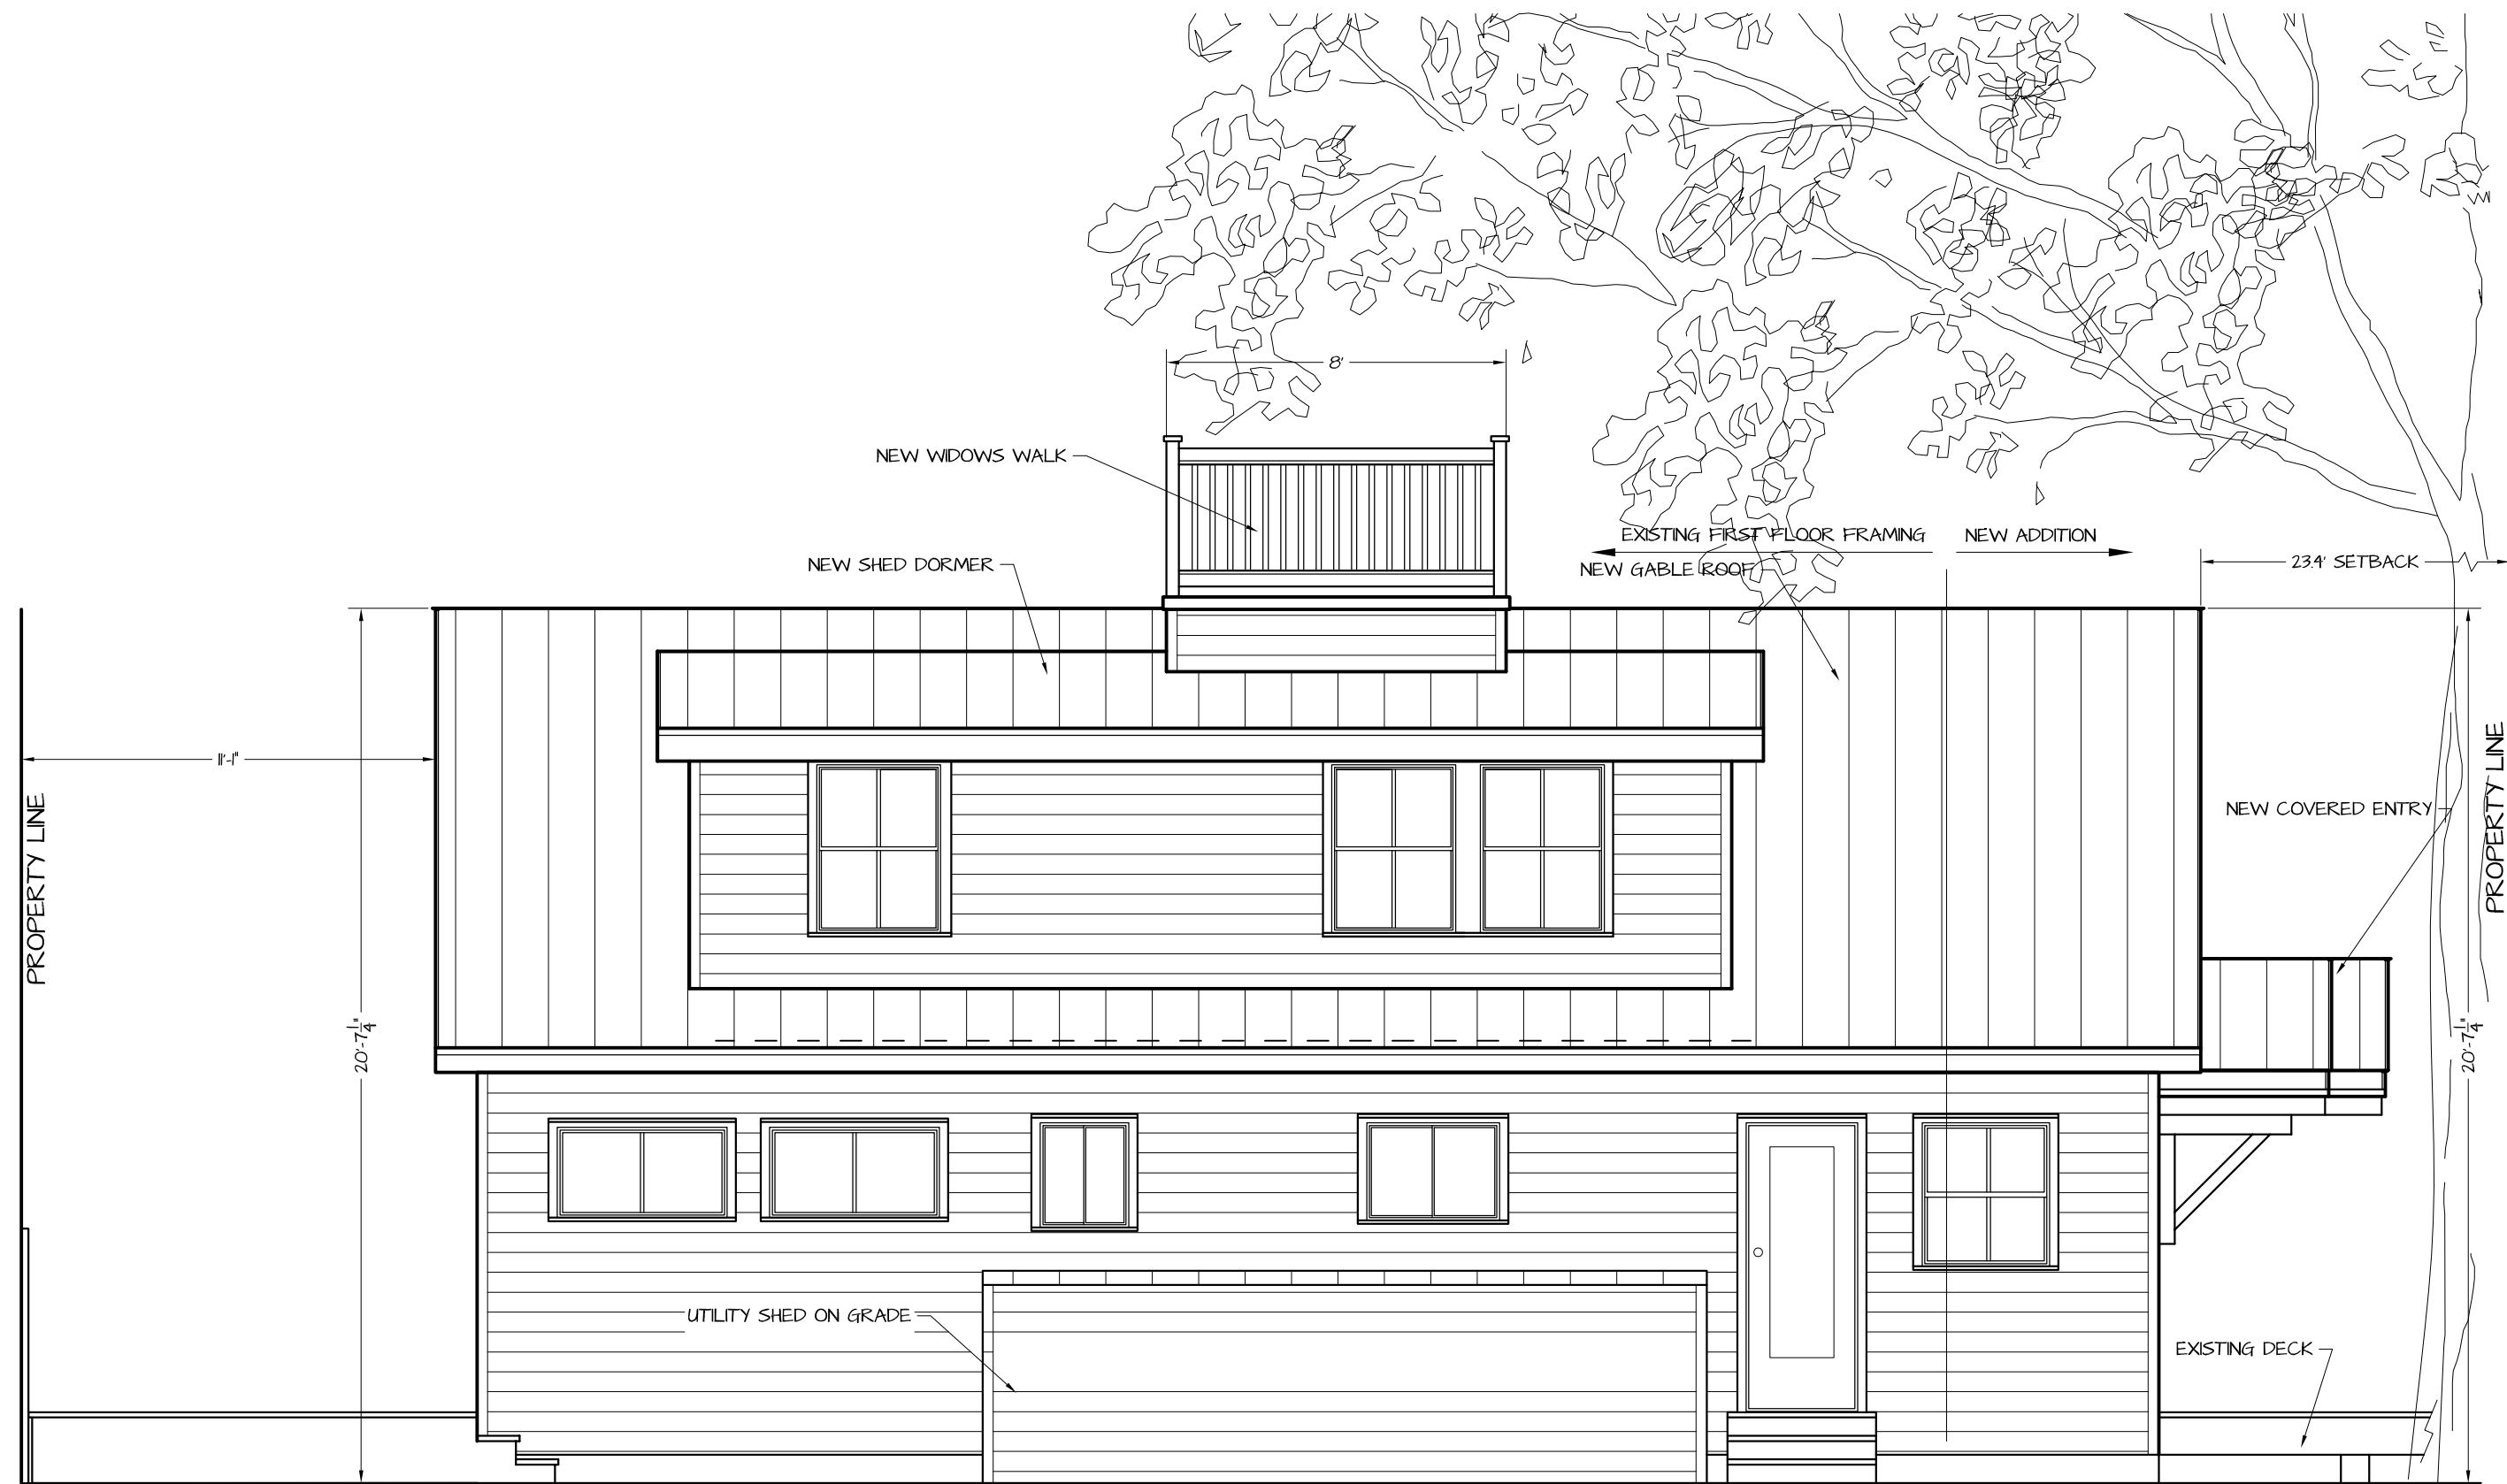 8'
NEW WIDOWS WALK
EXISTING FIRST FLOOR FRAMING
NEW ADDITION
NEW SHED DORMER
NEW GABLE ROOF
23.4' SETBACK
11'-1"
PROPERTY LINE
PROPERTY LINE
NEW COVERED ENTRY
20'-7 1/4"
20'-7 1/4"
UTILITY SHED ON GRADE
EXISTING DECK